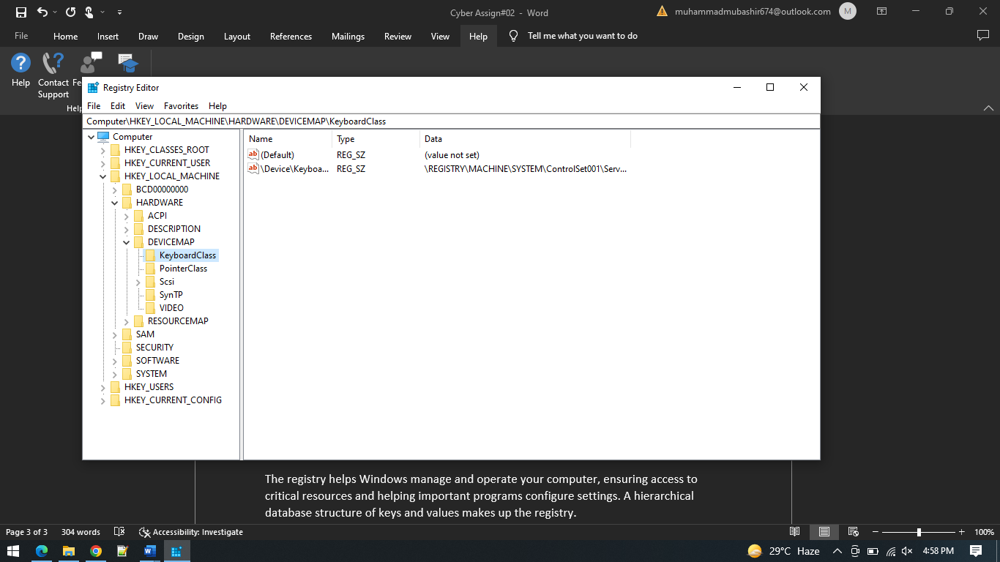 Cyber Assign#02 - Word
muhammadmubashir674@outlook.com
M
File Home Insert Draw Design Layout References Mailings Review View Help Tell me what you want to do
Help
Contact
Support
Fe
Help
Registry Editor
File Edit View Favorites Help
Computer\HKEY_LOCAL_MACHINE\HARDWARE\DEVICEMAP\KeyboardClass
Computer
HKEY_CLASSES_ROOT
HKEY_CURRENT_USER
HKEY_LOCAL_MACHINE
BCD00000000
HARDWARE
ACPI
DESCRIPTION
DEVICEMAP
KeyboardClass
PointerClass
Scsi
SynTP
VIDEO
RESOURCEMAP
SAM
SECURITY
SOFTWARE
SYSTEM
HKEY_USERS
HKEY_CURRENT_CONFIG
Name Type Data
(Default) REG_SZ (value not set)
\Device\Keyboa... REG_SZ \REGISTRY\MACHINE\SYSTEM\ControlSet001\Serv...
The registry helps Windows manage and operate your computer, ensuring access to
critical resources and helping important programs configure settings. A hierarchical
database structure of keys and values makes up the registry.
Page 3 of 3 304 words Accessibility: Investigate 100%
29°C Haze 4:58 PM